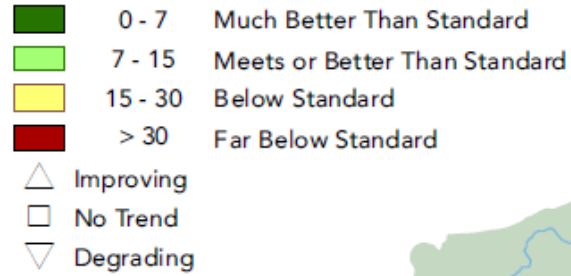 0 - 7 Much Better Than Standard
7 - 15 Meets or Better Than Standard
15 - 30 Below Standard
> 30 Far Below Standard
Improving
No Trend
Degrading